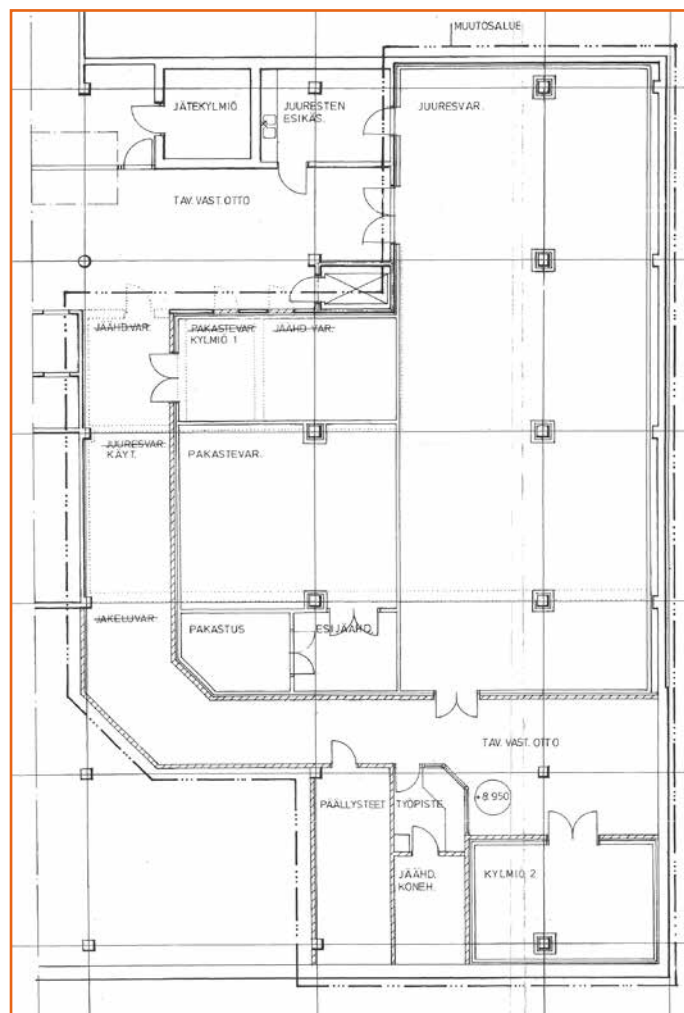 MUUTOSALUE
JÄTEKYLMIÖ
JUURESTEN
ESIKÄS.
JUURESVAR.
TAV. VAST. OTTO
JÄÄHD.VAR.
PAKASTEVAR.
JÄÄHD. VAR.
KYLMIÖ 1
JUURESVAR.
KÄYT.
PAKASTEVAR.
JAKELUVAR.
PAKASTUS
ESIJÄÄHD.
TAV. VAST. OTTO
PÄÄLLYSTEET
TYÖPISTE
+8.950
JÄÄHD.
KONEH.
KYLMIÖ 2